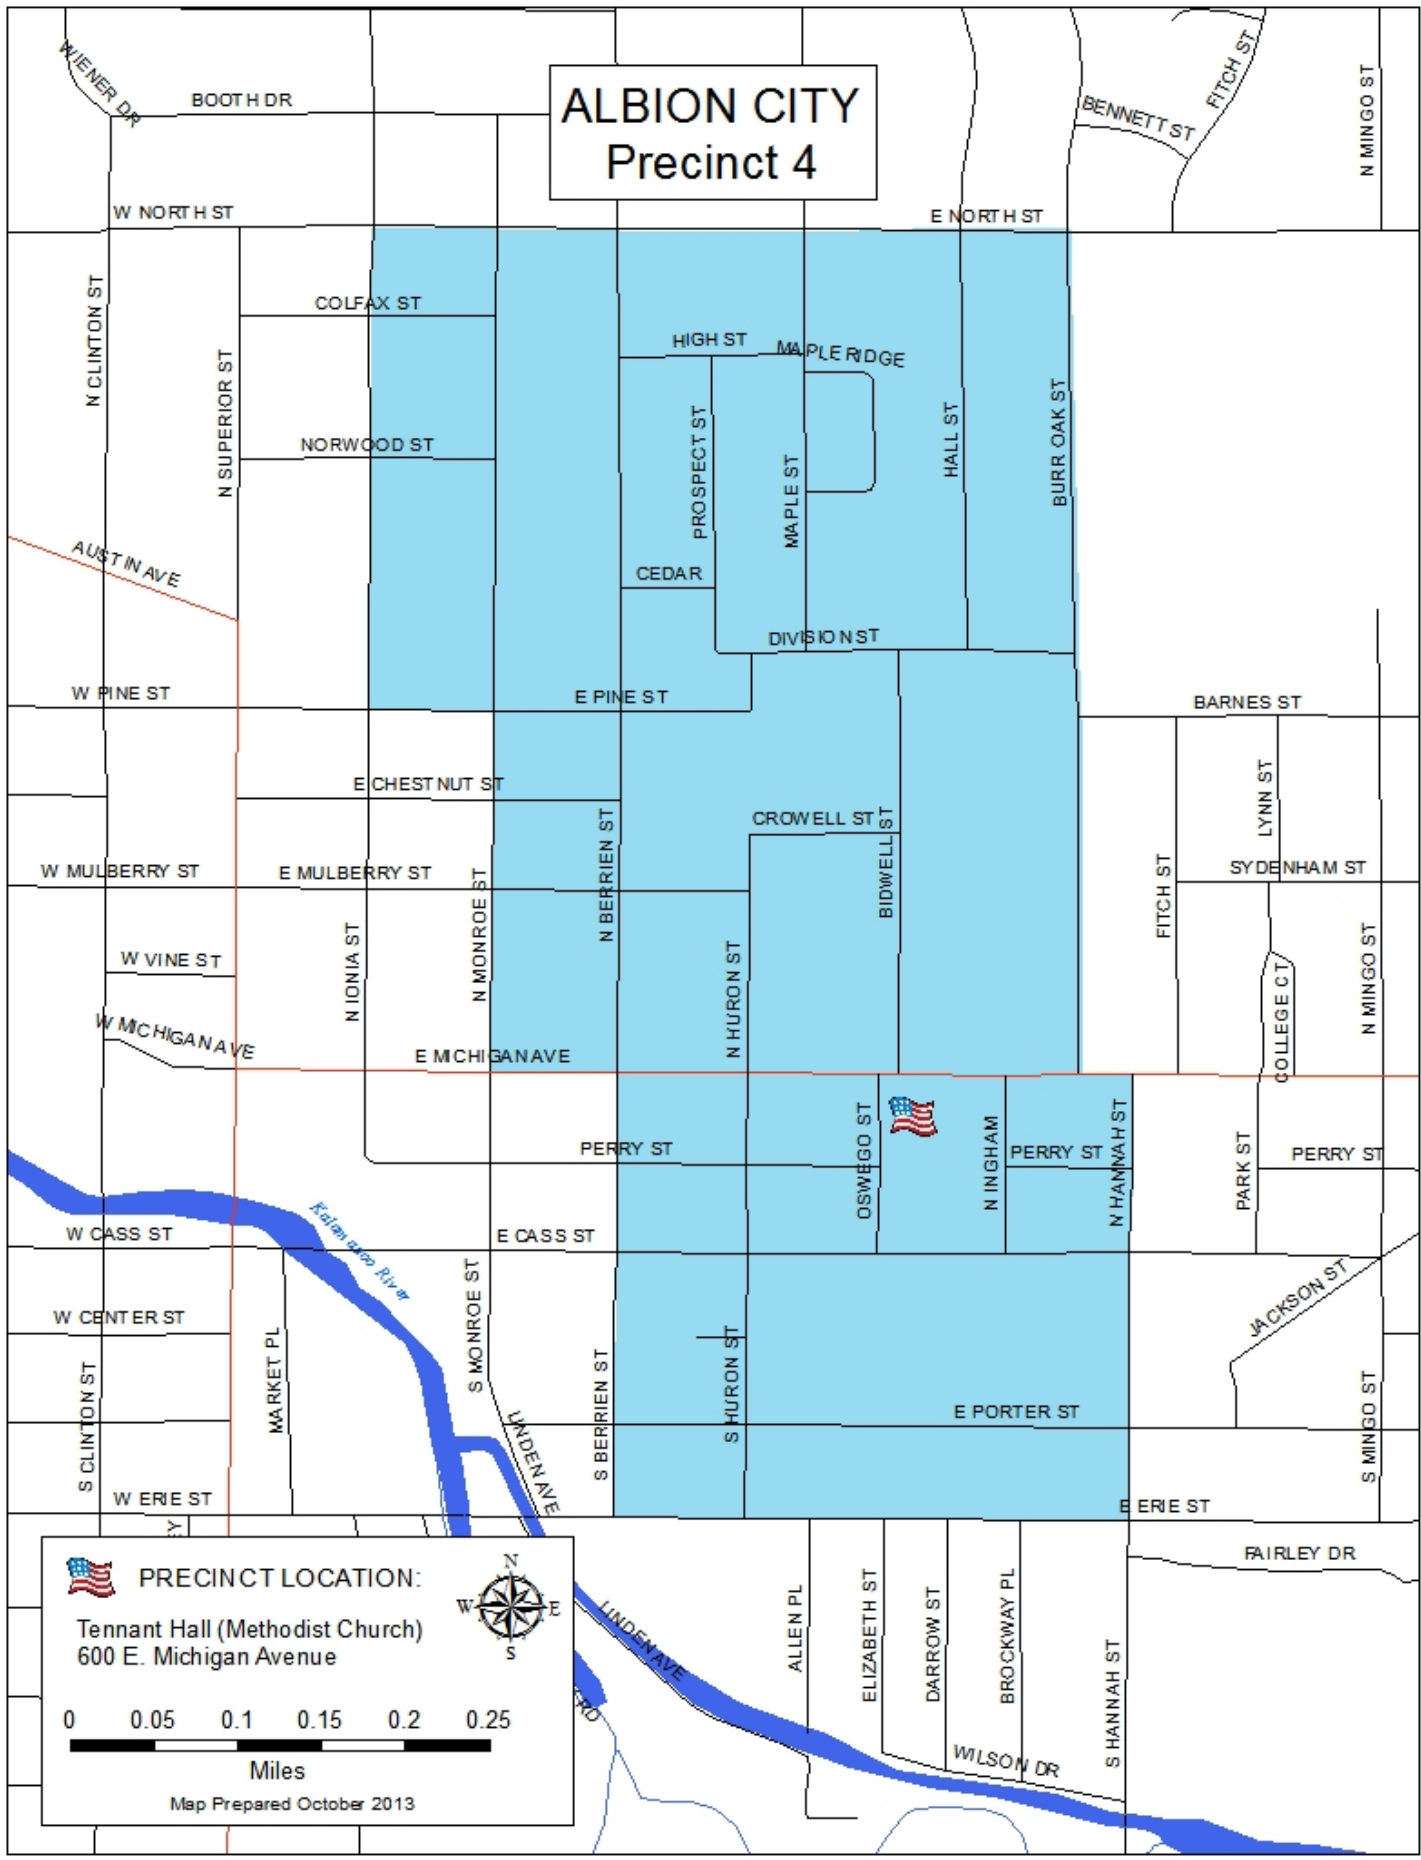 ALBION CITY
Precinct 4
WIENER DR
BOOTH DR
BENNETT ST
FITCH ST
N MINGO ST
W NORTH ST
E NORTH ST
N CLINTON ST
COLFAX ST
N SUPERIOR ST
HIGH ST
MAPLE RIDGE
NORWOOD ST
PROSPECT ST
MAPLE ST
HALL ST
BURR OAK ST
AUSTIN AVE
CEDAR
DIVISION ST
W PINE ST
E PINE ST
BARNES ST
E CHESTNUT ST
N BERRIEN ST
CROWELL ST
BIDWELL ST
LYNN ST
W MULBERRY ST
E MULBERRY ST
N MONROE ST
FITCH ST
SYDENHAM ST
W VINE ST
N IONIA ST
N HURON ST
COLLEGE CT
N MINGO ST
W MICHIGAN AVE
E MICHIGAN AVE
PERRY ST
OSWEGO ST
N INGHAM
PERRY ST
N HANNAH ST
PARK ST
PERRY ST
Kalamazoo River
W CASS ST
E CASS ST
W CENTER ST
MARKET PL
S MONROE ST
JACKSON ST
S CLINTON ST
LINDEN AVE
S BERRIEN ST
S HURON ST
E PORTER ST
S MINGO ST
W ERIE ST
E ERIE ST
EY
FAIRLEY DR
PRECINCT LOCATION:
Tennant Hall (Methodist Church)
600 E. Michigan Avenue
N
W E
S
0 0.05 0.1 0.15 0.2 0.25
Miles
Map Prepared October 2013
LINDEN AVE
RD
ALLEN PL
ELIZABETH ST
DARROW ST
BROCKWAY PL
S HANNAH ST
WILSON DR